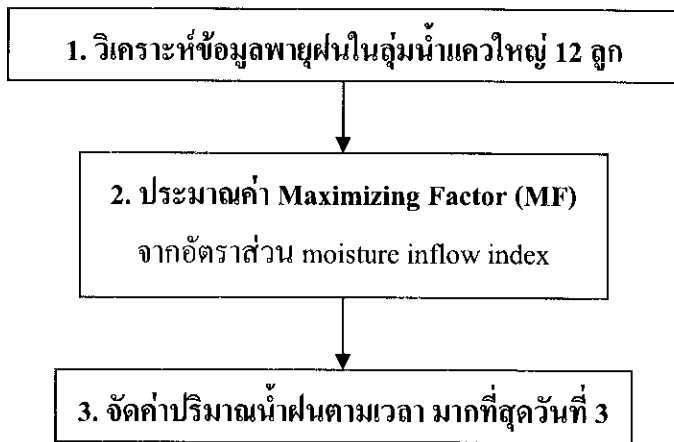 1. วิเคราะห์ข้อมูลพายุฝนในลุ่มน้ำแควใหญ่ 12 ลูก
2. ประมาณค่า Maximizing Factor (MF)
จากอัตราส่วน moisture inflow index
3. จัดค่าปริมาณน้ำฝนตามเวลา มากที่สุดวันที่ 3